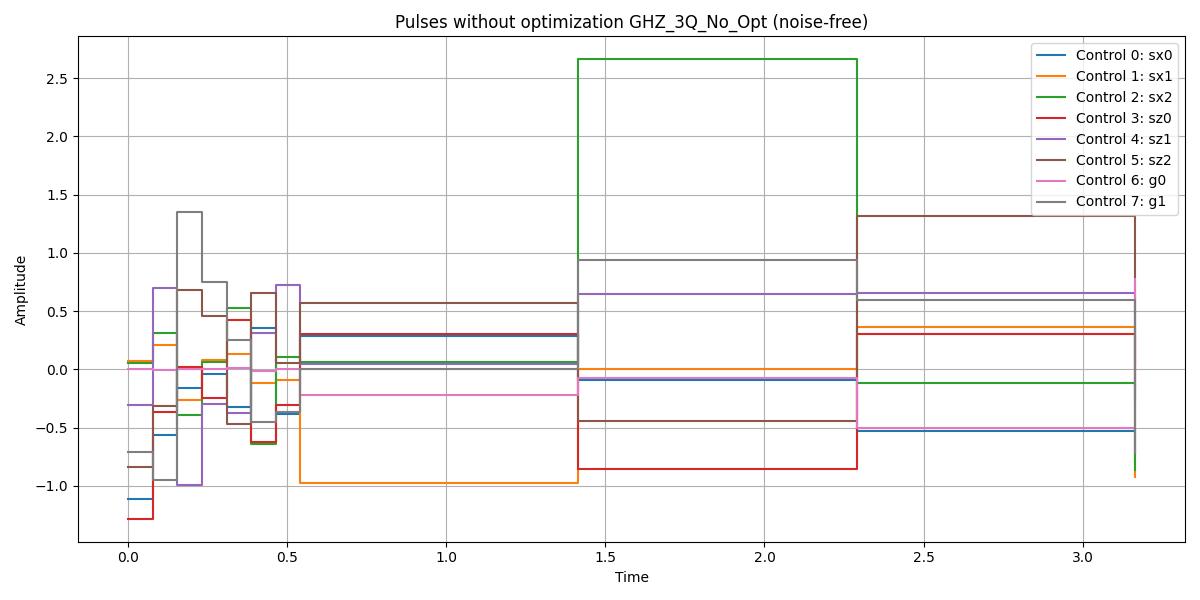 Pulses without optimization GHZ_3Q_No_Opt (noise-free)
Control 0: sx0
Control 1: sx1
Control 2: sx2
Control 3: sz0
Control 4: sz1
Control 5: sz2
Control 6: g0
Control 7: g1
Amplitude
2.5
2.0
1.5
1.0
0.5
0.0
−0.5
−1.0
0.0 0.5 1.0 1.5 2.0 2.5 3.0
Time